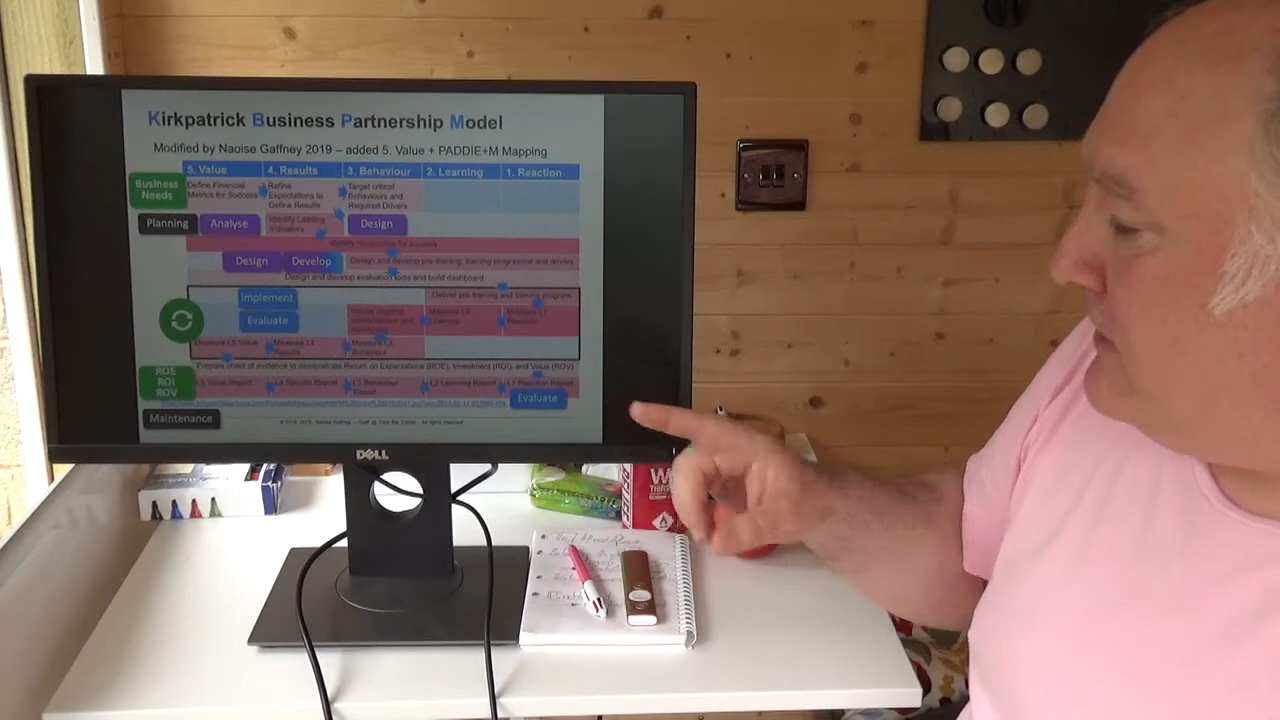 Kirkpatrick Business Partnership Model
Modified by Naoise Gaffney 2019 – added 5. Value + PADDIE+M Mapping
5. Value 4. Results 3. Behaviour 2. Learning 1. Reaction
Business Needs
Define Financial Metrics for Success
Refine Expectations to Define Results
Target critical Behaviours and Required Drivers
Planning
Analyse
Identify Leading Indicators
Design
Identify necessities for success
Design
Develop
Design and develop pre-training, training programme and drivers
Design and develop evaluation tools and build dashboard
Implement
Deliver pre-training and training program
Evaluate
Measure L2 Learning
Measure L1
Measure L5 Value
Measure L4 Results
Measure L3 Behaviour
Prepare chain of evidence to demonstrate Return on Expectations (ROE), Investment (ROI), and Value (ROV)
ROE
ROI
ROV
L5 Value Report
L4 Results Report
L3 Behaviour Report
L2 Learning Report
L1 Reaction Report
Evaluate
Maintenance
DELL